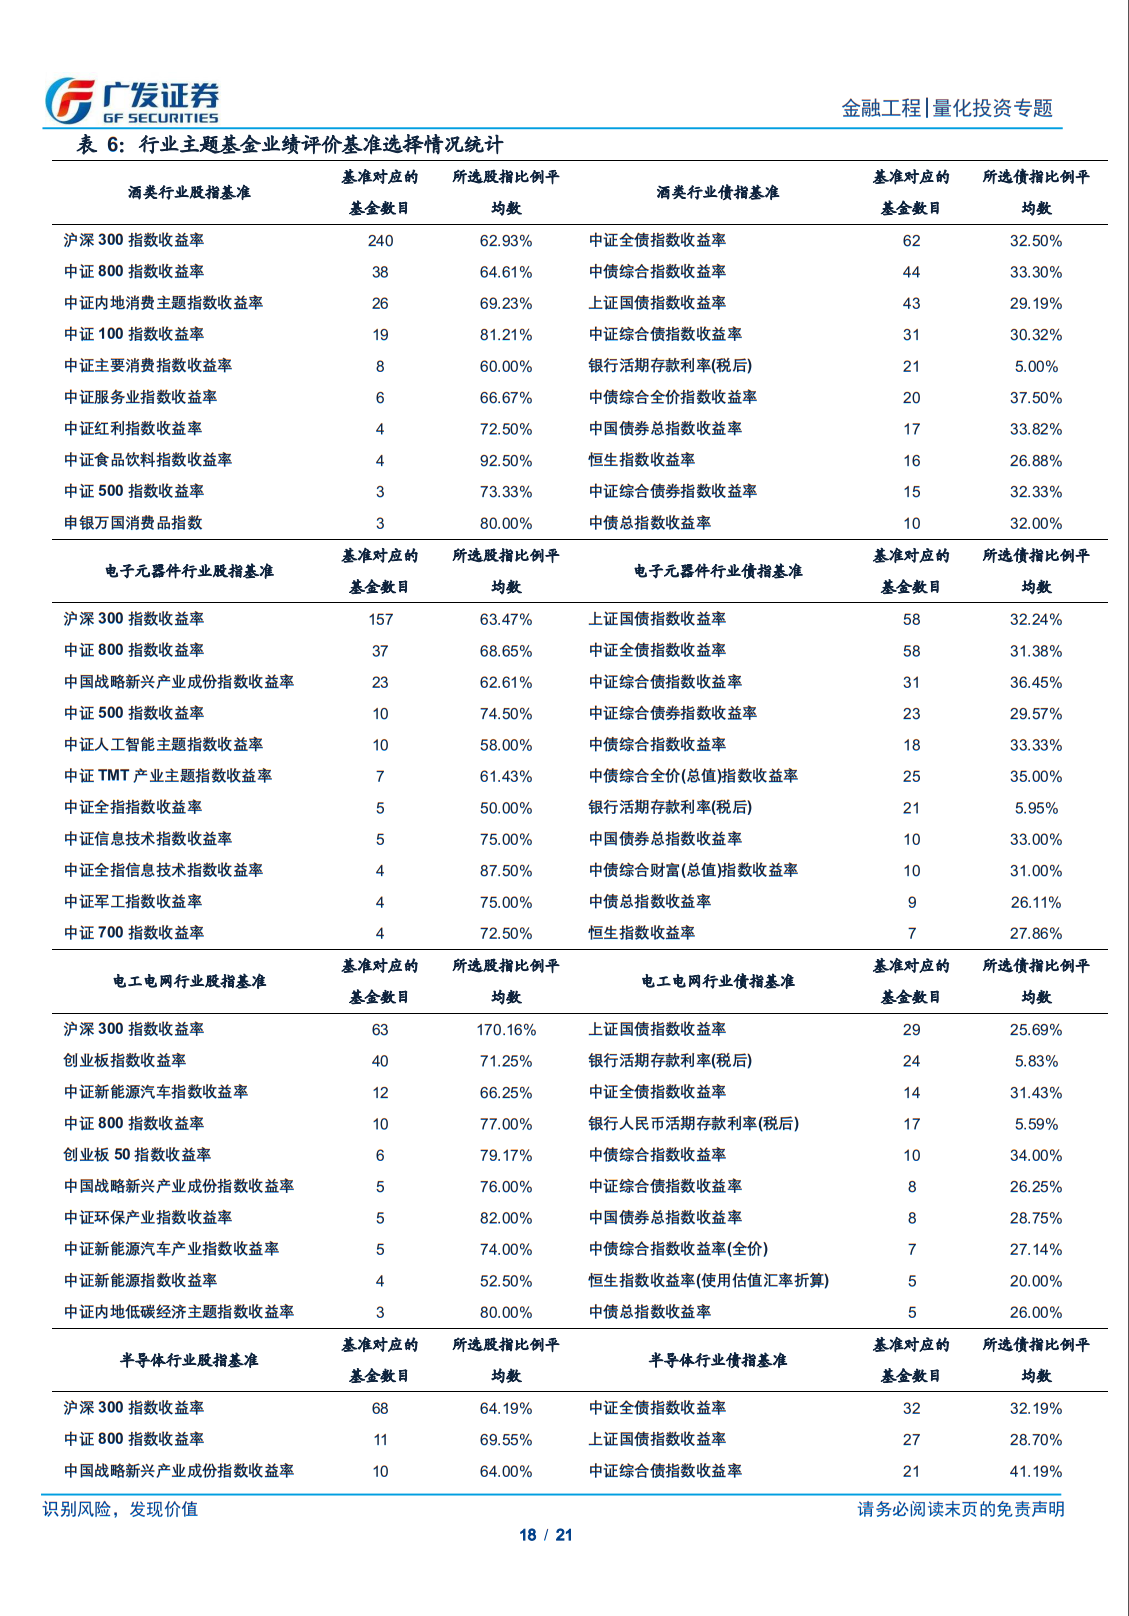 广发证券
GF SECURITIES
金融工程|量化投资专题
表 6：行业主题基金业绩评价基准选择情况统计
酒类行业股指基准 基准对应的基金数目 所选股指比例平均数 酒类行业债指基准 基准对应的基金数目 所选债指比例平均数
沪深 300 指数收益率 240 62.93% 中证全债指数收益率 62 32.50%
中证 800 指数收益率 38 64.61% 中债综合指数收益率 44 33.30%
中证内地消费主题指数收益率 26 69.23% 上证国债指数收益率 43 29.19%
中证 100 指数收益率 19 81.21% 中证综合债指数收益率 31 30.32%
中证主要消费指数收益率 8 60.00% 银行活期存款利率(税后) 21 5.00%
中证服务业指数收益率 6 66.67% 中债综合全价指数收益率 20 37.50%
中证红利指数收益率 4 72.50% 中国债券总指数收益率 17 33.82%
中证食品饮料指数收益率 4 92.50% 恒生指数收益率 16 26.88%
中证 500 指数收益率 3 73.33% 中证综合债券指数收益率 15 32.33%
申银万国消费品指数 3 80.00% 中债总指数收益率 10 32.00%
电子元器件行业股指基准 基准对应的基金数目 所选股指比例平均数 电子元器件行业债指基准 基准对应的基金数目 所选债指比例平均数
沪深 300 指数收益率 157 63.47% 上证国债指数收益率 58 32.24%
中证 800 指数收益率 37 68.65% 中证全债指数收益率 58 31.38%
中国战略新兴产业成份指数收益率 23 62.61% 中证综合债指数收益率 31 36.45%
中证 500 指数收益率 10 74.50% 中证综合债券指数收益率 23 29.57%
中证人工智能主题指数收益率 10 58.00% 中债综合指数收益率 18 33.33%
中证 TMT 产业主题指数收益率 7 61.43% 中债综合全价(总值)指数收益率 25 35.00%
中证全指指数收益率 5 50.00% 银行活期存款利率(税后) 21 5.95%
中证信息技术指数收益率 5 75.00% 中国债券总指数收益率 10 33.00%
中证全指信息技术指数收益率 4 87.50% 中债综合财富(总值)指数收益率 10 31.00%
中证军工指数收益率 4 75.00% 中债总指数收益率 9 26.11%
中证 700 指数收益率 4 72.50% 恒生指数收益率 7 27.86%
电工电网行业股指基准 基准对应的基金数目 所选股指比例平均数 电工电网行业债指基准 基准对应的基金数目 所选债指比例平均数
沪深 300 指数收益率 63 170.16% 上证国债指数收益率 29 25.69%
创业板指数收益率 40 71.25% 银行活期存款利率(税后) 24 5.83%
中证新能源汽车指数收益率 12 66.25% 中证全债指数收益率 14 31.43%
中证 800 指数收益率 10 77.00% 银行人民币活期存款利率(税后) 17 5.59%
创业板 50 指数收益率 6 79.17% 中债综合指数收益率 10 34.00%
中国战略新兴产业成份指数收益率 5 76.00% 中证综合债指数收益率 8 26.25%
中证环保产业指数收益率 5 82.00% 中国债券总指数收益率 8 28.75%
中证新能源汽车产业指数收益率 5 74.00% 中债综合指数收益率(全价) 7 27.14%
中证新能源指数收益率 4 52.50% 恒生指数收益率(使用估值汇率折算) 5 20.00%
中证内地低碳经济主题指数收益率 3 80.00% 中债总指数收益率 5 26.00%
半导体行业股指基准 基准对应的基金数目 所选股指比例平均数 半导体行业债指基准 基准对应的基金数目 所选债指比例平均数
沪深 300 指数收益率 68 64.19% 中证全债指数收益率 32 32.19%
中证 800 指数收益率 11 69.55% 上证国债指数收益率 27 28.70%
中国战略新兴产业成份指数收益率 10 64.00% 中证综合债指数收益率 21 41.19%
识别风险，发现价值 请务必阅读末页的免责声明
18 / 21